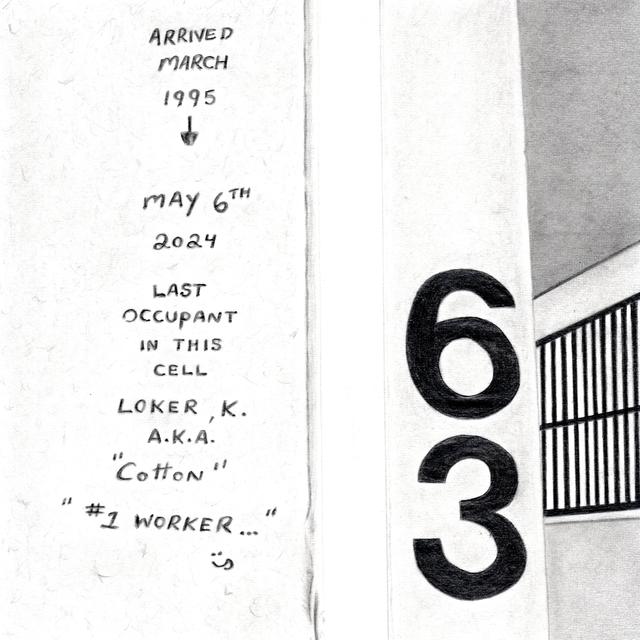 ARRIVED
MARCH
1995
MAY 6TH
2024
LAST
OCCUPANT
IN THIS
CELL
LOKER, K.
A.K.A.
"Cotton"
"#1 WORKER..."
63